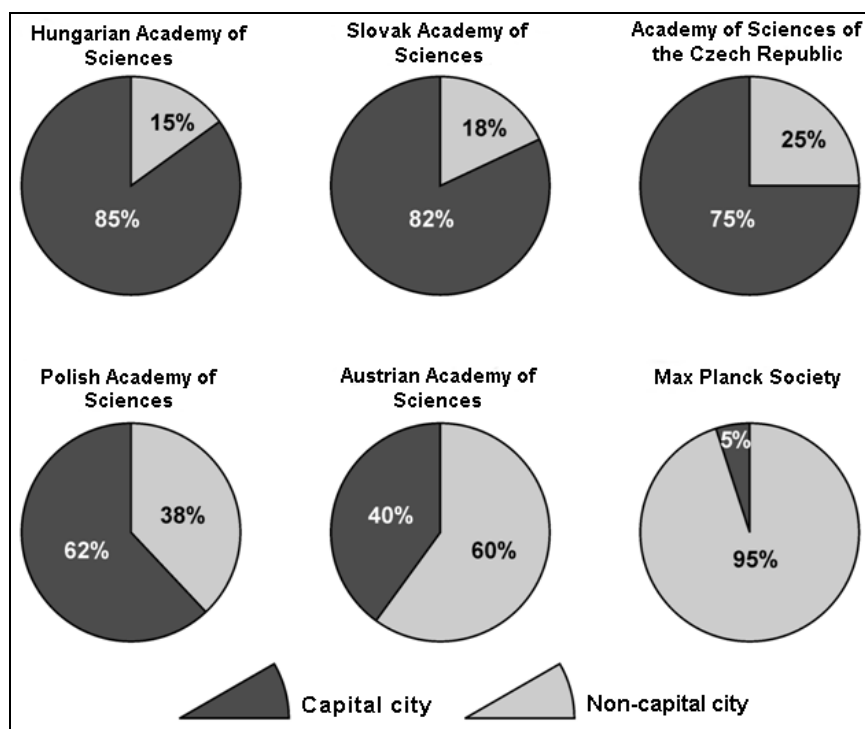 Hungarian Academy of
Sciences
15%
85%
Slovak Academy of
Sciences
18%
82%
Academy of Sciences of
the Czech Republic
25%
75%
Polish Academy of
Sciences
38%
62%
Austrian Academy of
Sciences
40%
60%
Max Planck Society
5%
95%
Capital city
Non-capital city